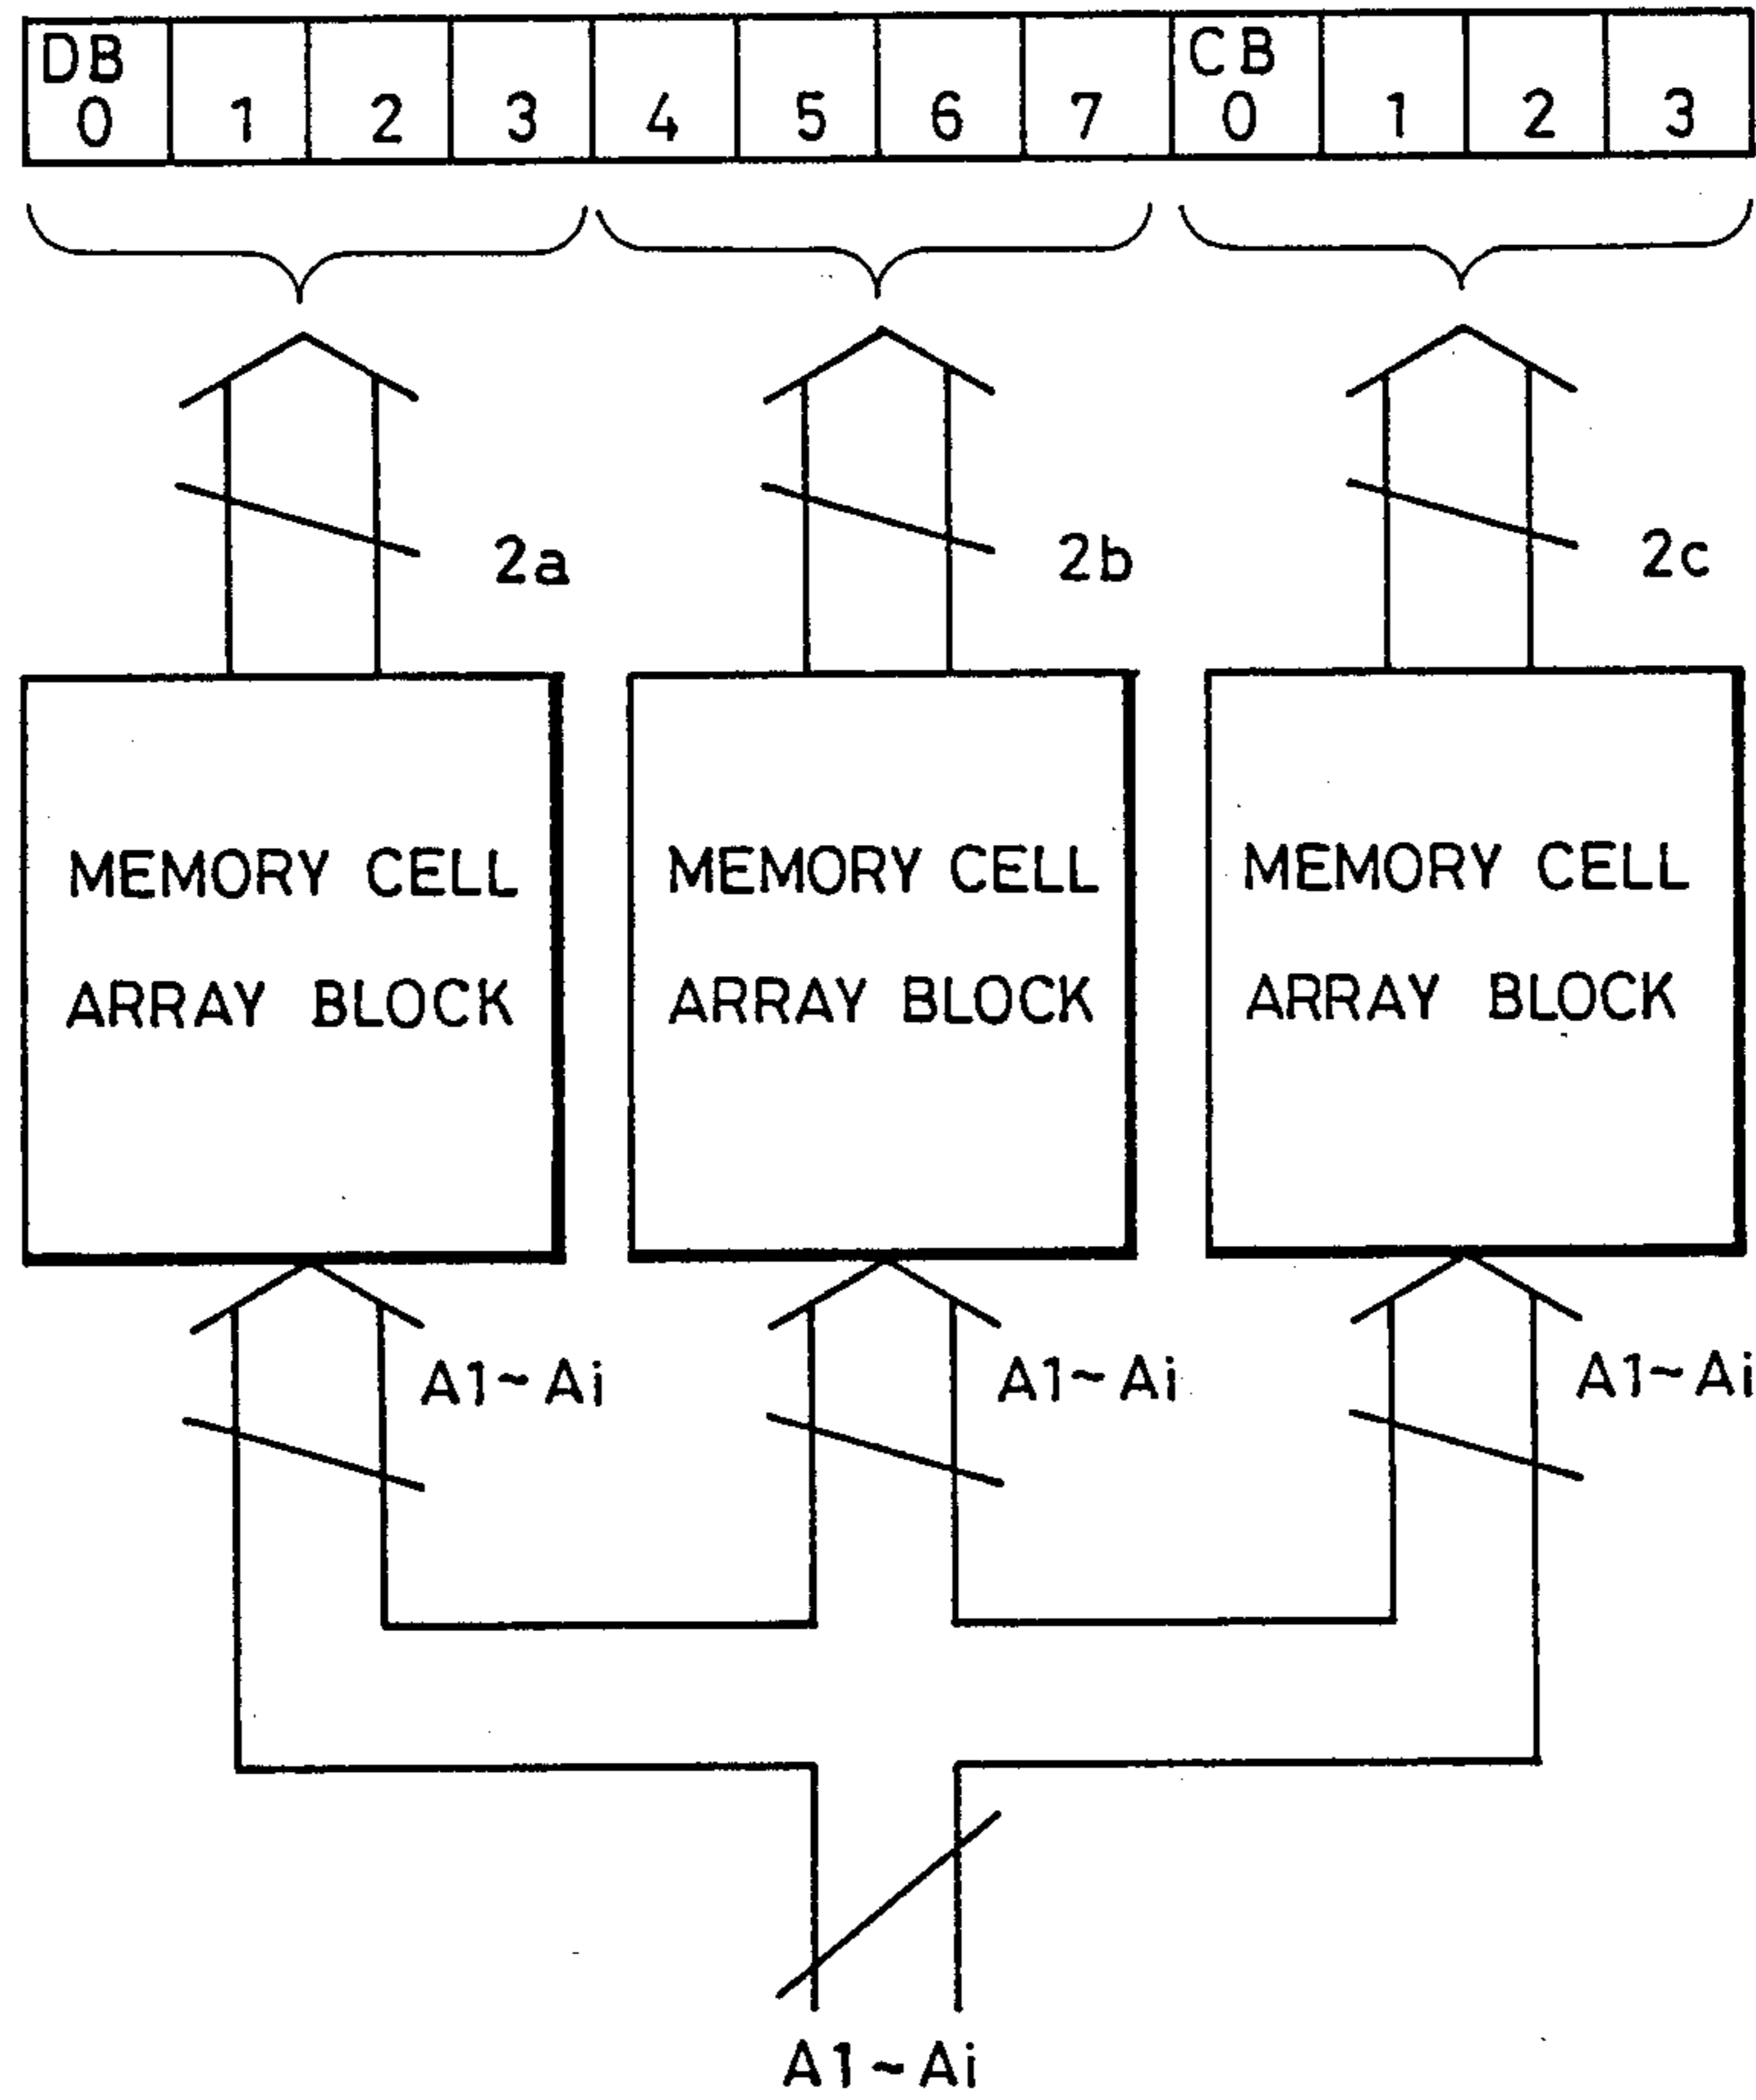 DB CB
0 1 2 3 4 5 6 7 0 1 2 3
2a 2b 2c
MEMORY CELL MEMORY CELL MEMORY CELL
ARRAY BLOCK ARRAY BLOCK ARRAY BLOCK
A1~Ai A1~Ai A1~Ai
A1~Ai